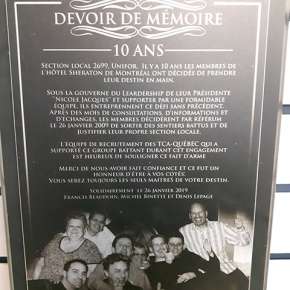 DEVOIR DE MÉMOIRE
10 ANS
SECTION LOCAL 2699, UNIFOR. IL Y A 10 ANS LES MEMBRES DE
L'HÔTEL SHERATON DE MONTRÉAL ONT DÉCIDÉS DE PRENDRE
LEUR DESTIN EN MAIN.
SOUS LA GOUVERNE DU LEADERSHIP DE LEUR PRÉSIDENTE
"NICOLE JACQUES" ET SUPPORTER PAR UNE FORMIDABLE
ÉQUIPE, ILS ENTREPRENNENT CE DÉFI SANS PRÉCÉDENT.
APRÈS DES MOIS DE CONSULTATIONS, D'INFORMATIONS ET
D'ÉCHANGES, LES MEMBRES DÉCIDÈRENT PAR RÉFÉRUM
LE 26 JANVIER 2009 DE SORTIR DES SENTIERS BATTUS ET DE
JUSTIFIER LEUR PROPRE SECTION LOCALE.
L'ÉQUIPE DE RECRUTEMENT DES TCA-QUÉBEC QUI A
SUPPORTÉ CE GROUPE BATTANT DURANT CET ENGAGEMENT
EST HEUREUX DE SOULIGNER CE FAIT D'ARME
MERCI DE NOUS AVOIR FAIT CONFIANCE ET CE FUT UN
HONNEUR D'ÊTRE À VOS CÔTÉS.
VOUS SEREZ TOUJOURS LES SEULS MAÎTRES DE VOTRE DESTIN.
SOLIDAIREMENT LE 26 JANVIER 2019
FRANCIS BEAUDOIN, MICHEL BINETTE ET DENIS LEPAGE